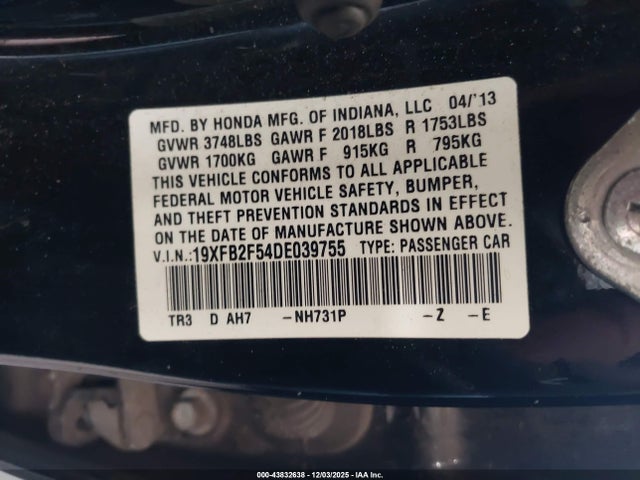 MFD. BY HONDA MFG. OF INDIANA, LLC 04/'13
GVWR 3748LBS GAWR F 2018LBS R 1753LBS
GVWR 1700KG GAWR F 915KG R 795KG
THIS VEHICLE CONFORMS TO ALL APPLICABLE
FEDERAL MOTOR VEHICLE SAFETY, BUMPER,
AND THEFT PREVENTION STANDARDS IN EFFECT
ON THE DATE OF MANUFACTURE SHOWN ABOVE.
V.I.N.:19XFB2F54DE039755 TYPE: PASSENGER CAR
TR3 D AH7 -NH731P -Z -E
000-43832638 - 12/03/2025 - IAA Inc.